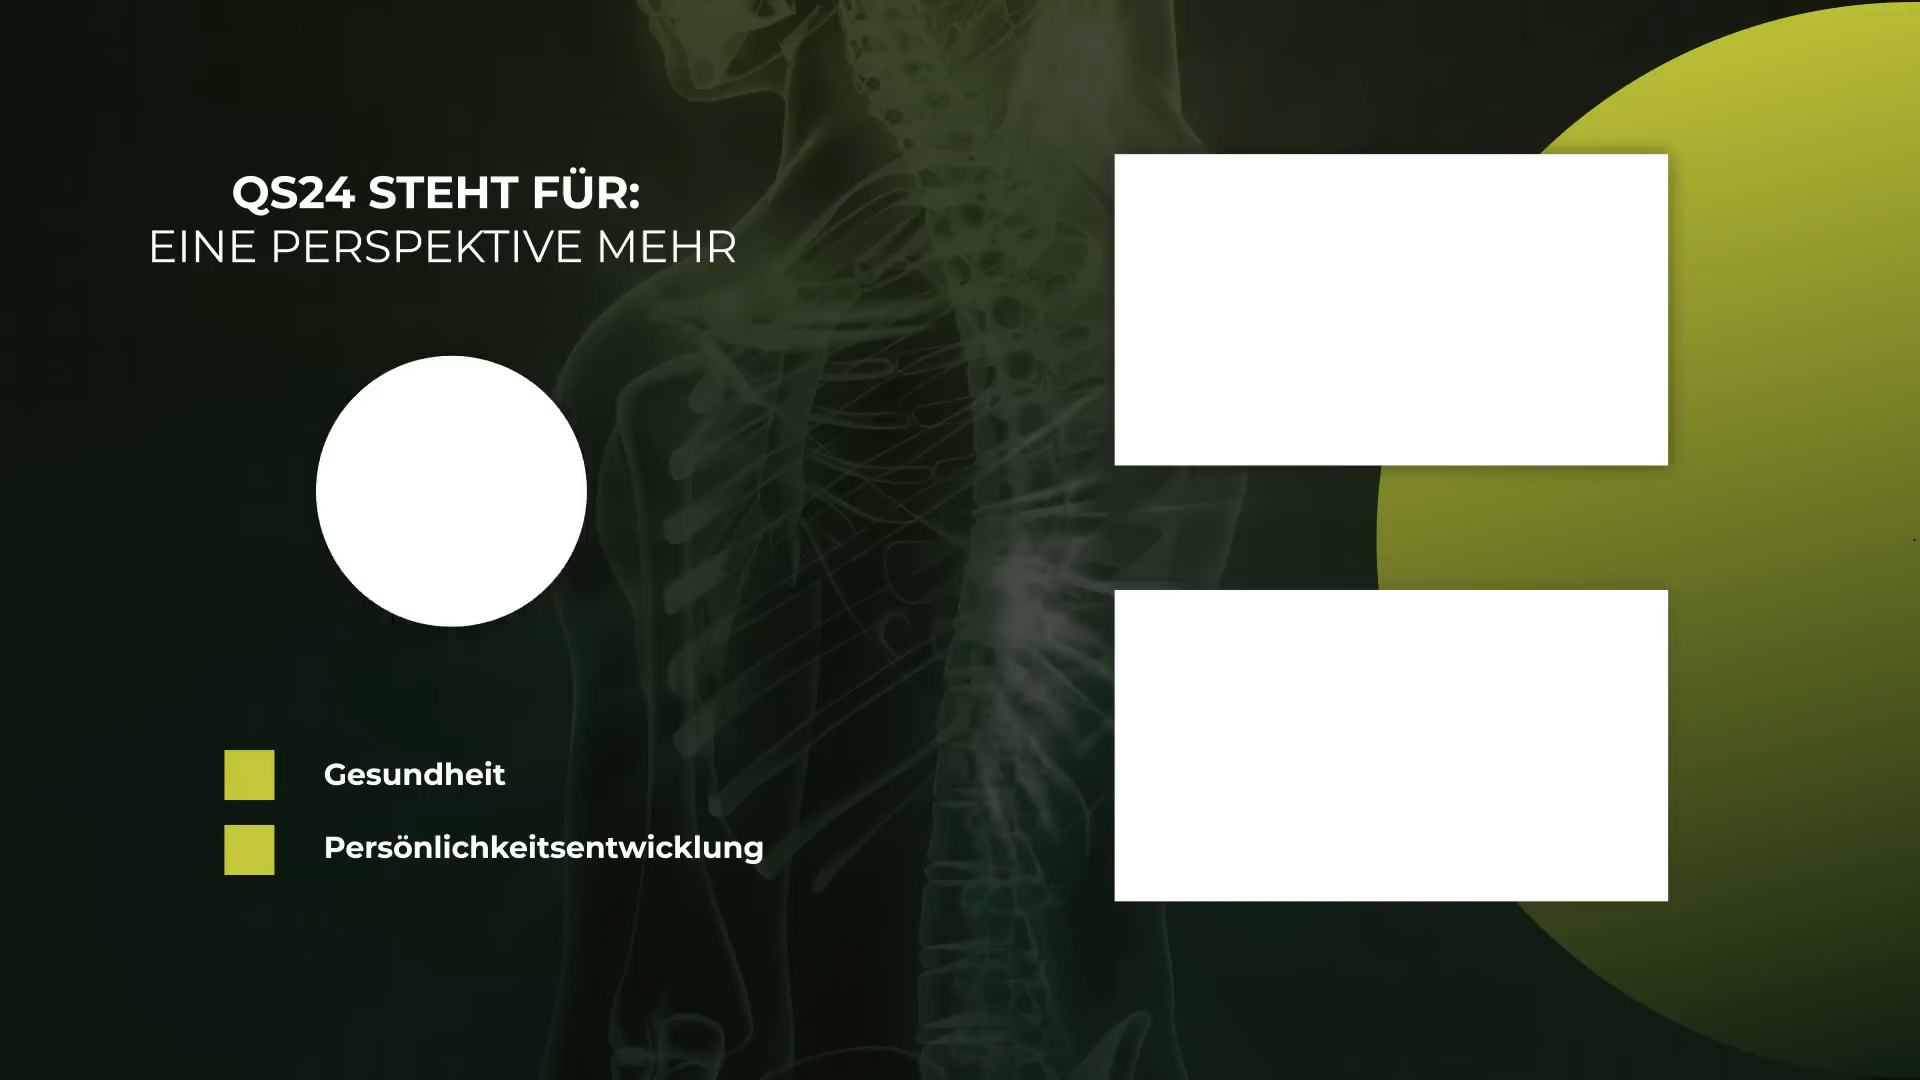 QS24 STEHT FÜR:
EINE PERSPEKTIVE MEHR
Gesundheit
Persönlichkeitsentwicklung